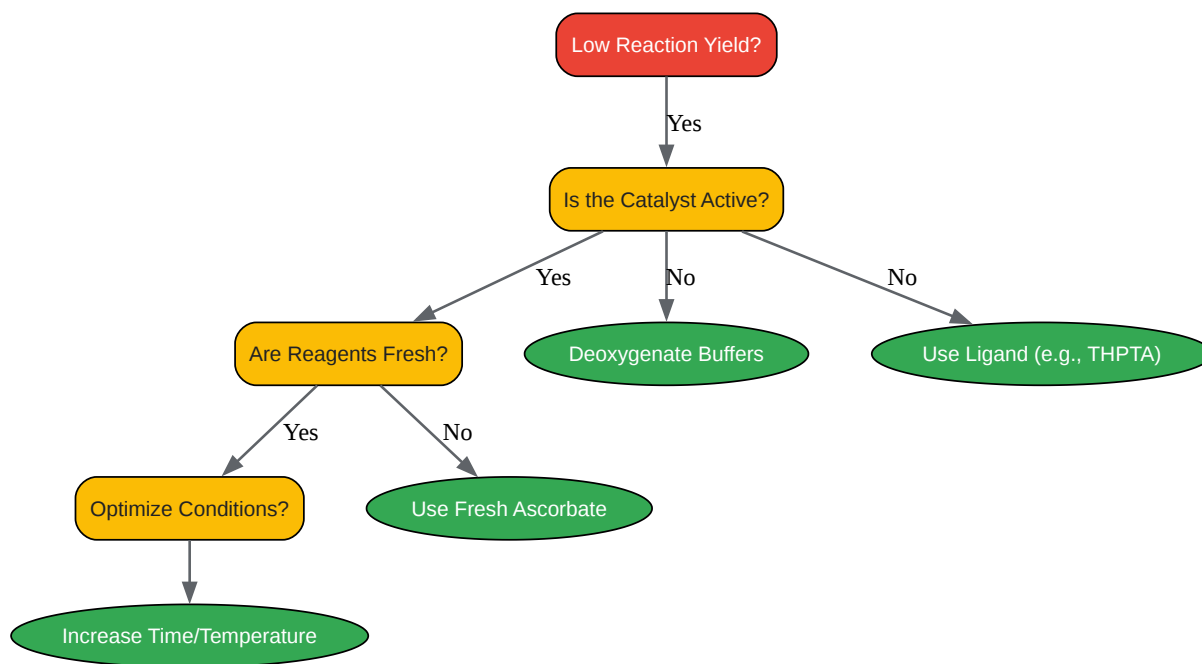 Low Reaction Yield?
Yes
Is the Catalyst Active?
Yes
No
No
Are Reagents Fresh?
Deoxygenate Buffers
Use Ligand (e.g., THPTA)
Yes
No
Optimize Conditions?
Use Fresh Ascorbate
Increase Time/Temperature